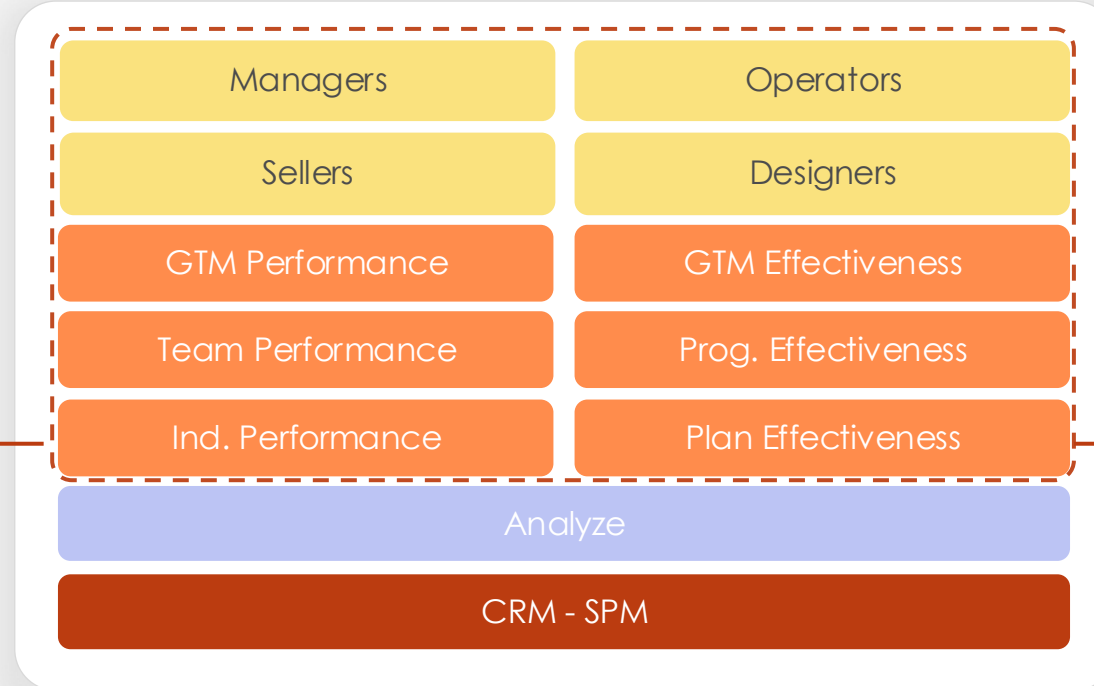 Managers
Operators
Sellers
Designers
GTM Performance
GTM Effectiveness
Team Performance
Prog. Effectiveness
Ind. Performance
Plan Effectiveness
Analyze
CRM - SPM